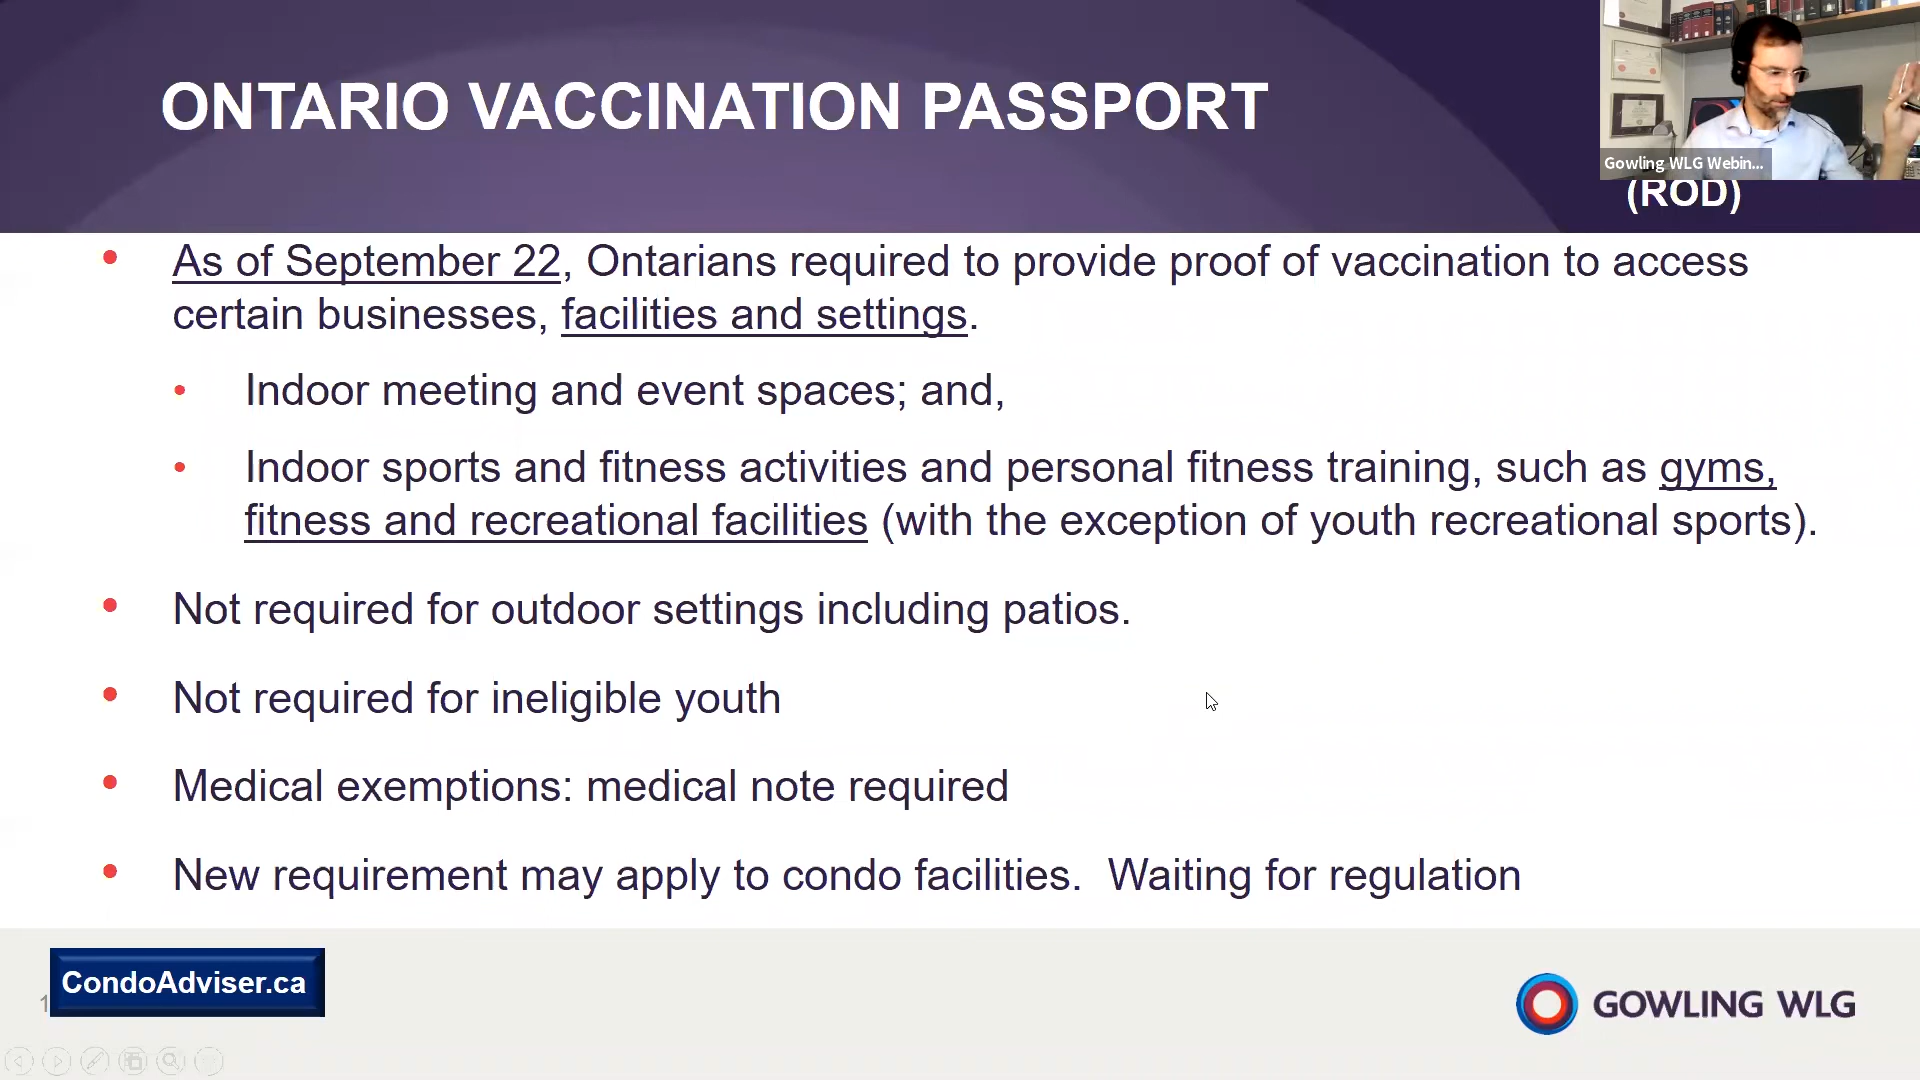 ONTARIO VACCINATION PASSPORT
Gowling WLG Webin...
(ROD)
As of September 22, Ontarians required to provide proof of vaccination to access
certain businesses, facilities and settings.
Indoor meeting and event spaces; and,
Indoor sports and fitness activities and personal fitness training, such as gyms,
fitness and recreational facilities (with the exception of youth recreational sports).
Not required for outdoor settings including patios.
Not required for ineligible youth
Medical exemptions: medical note required
New requirement may apply to condo facilities. Waiting for regulation
CondoAdviser.ca
1
GOWLING WLG